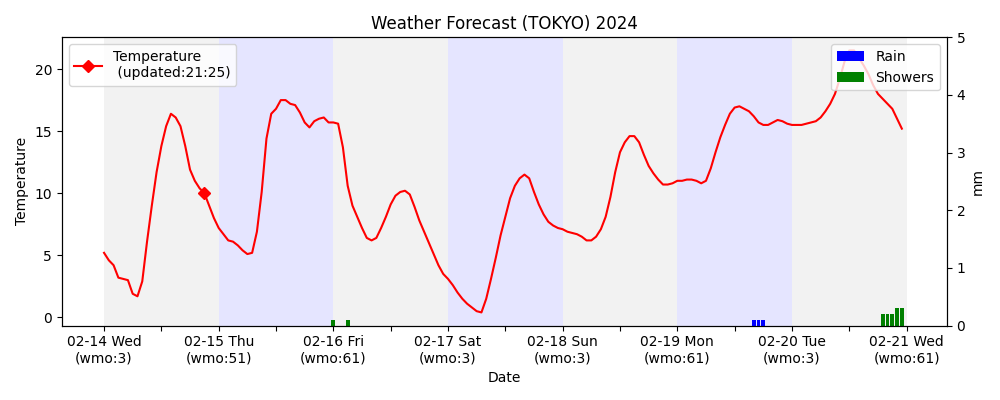 Weather Forecast (TOKYO) 2024
Temperature
(updated:21:25)
Rain
Showers
Temperature
20
15
10
5
0
5
4
3
2
1
0
mm
02-14 Wed
(wmo:3)
02-15 Thu
(wmo:51)
02-16 Fri
(wmo:61)
02-17 Sat
(wmo:3)
02-18 Sun
(wmo:3)
02-19 Mon
(wmo:61)
02-20 Tue
(wmo:3)
02-21 Wed
(wmo:61)
Date